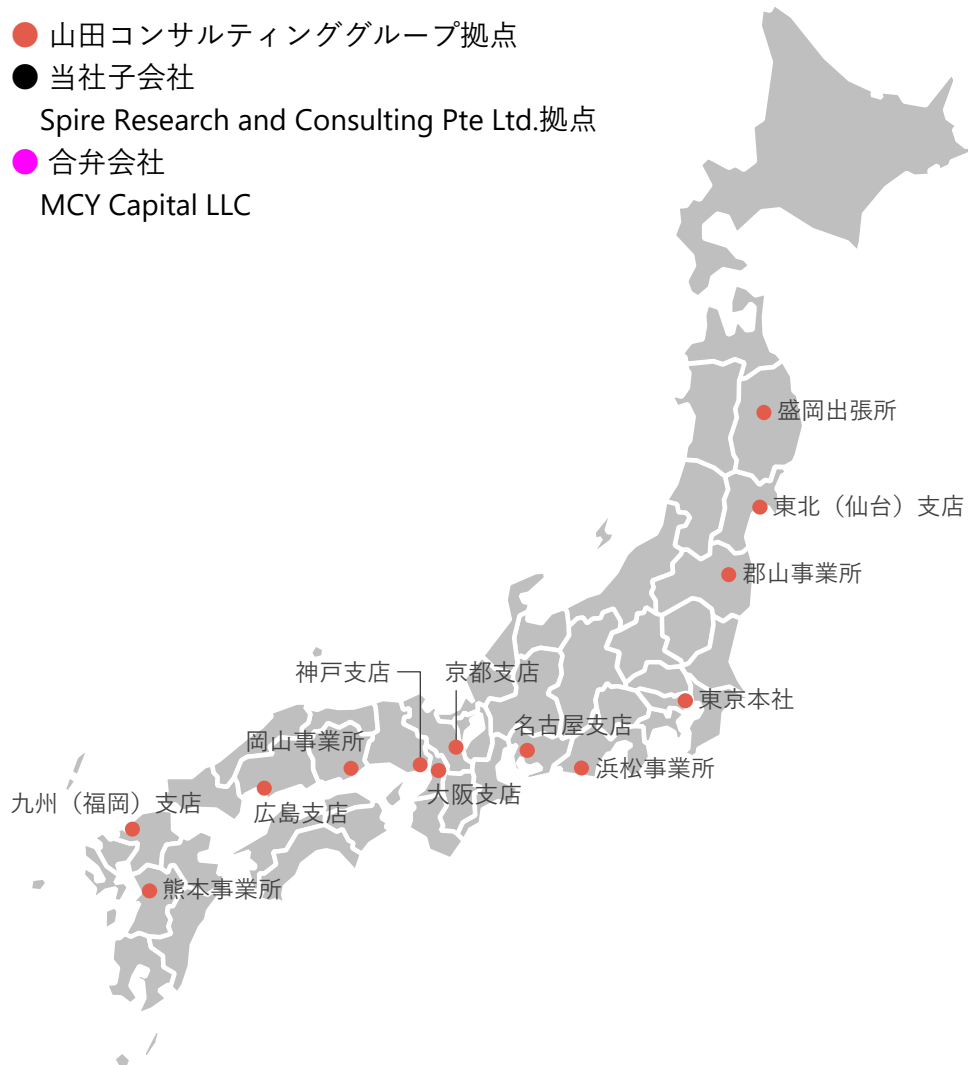 山田コンサルティンググループ拠点
当社子会社
Spire Research and Consulting Pte Ltd.拠点
合弁会社
MCY Capital LLC
盛岡出張所
東北（仙台）支店
郡山事業所
神戸支店
京都支店
東京本社
名古屋支店
岡山事業所
浜松事業所
大阪支店
九州（福岡）支店
広島支店
熊本事業所